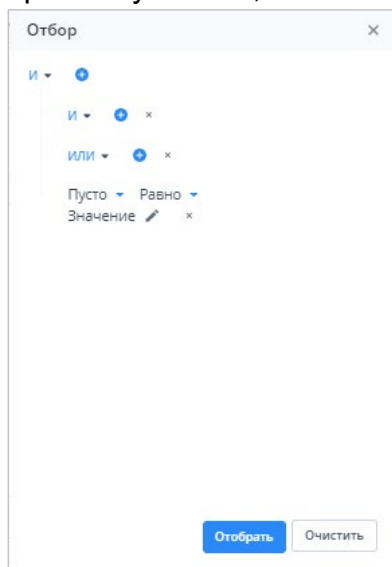 Отбор
И
И
ИЛИ
Пусто Равно
Значение
Отобрать Очистить